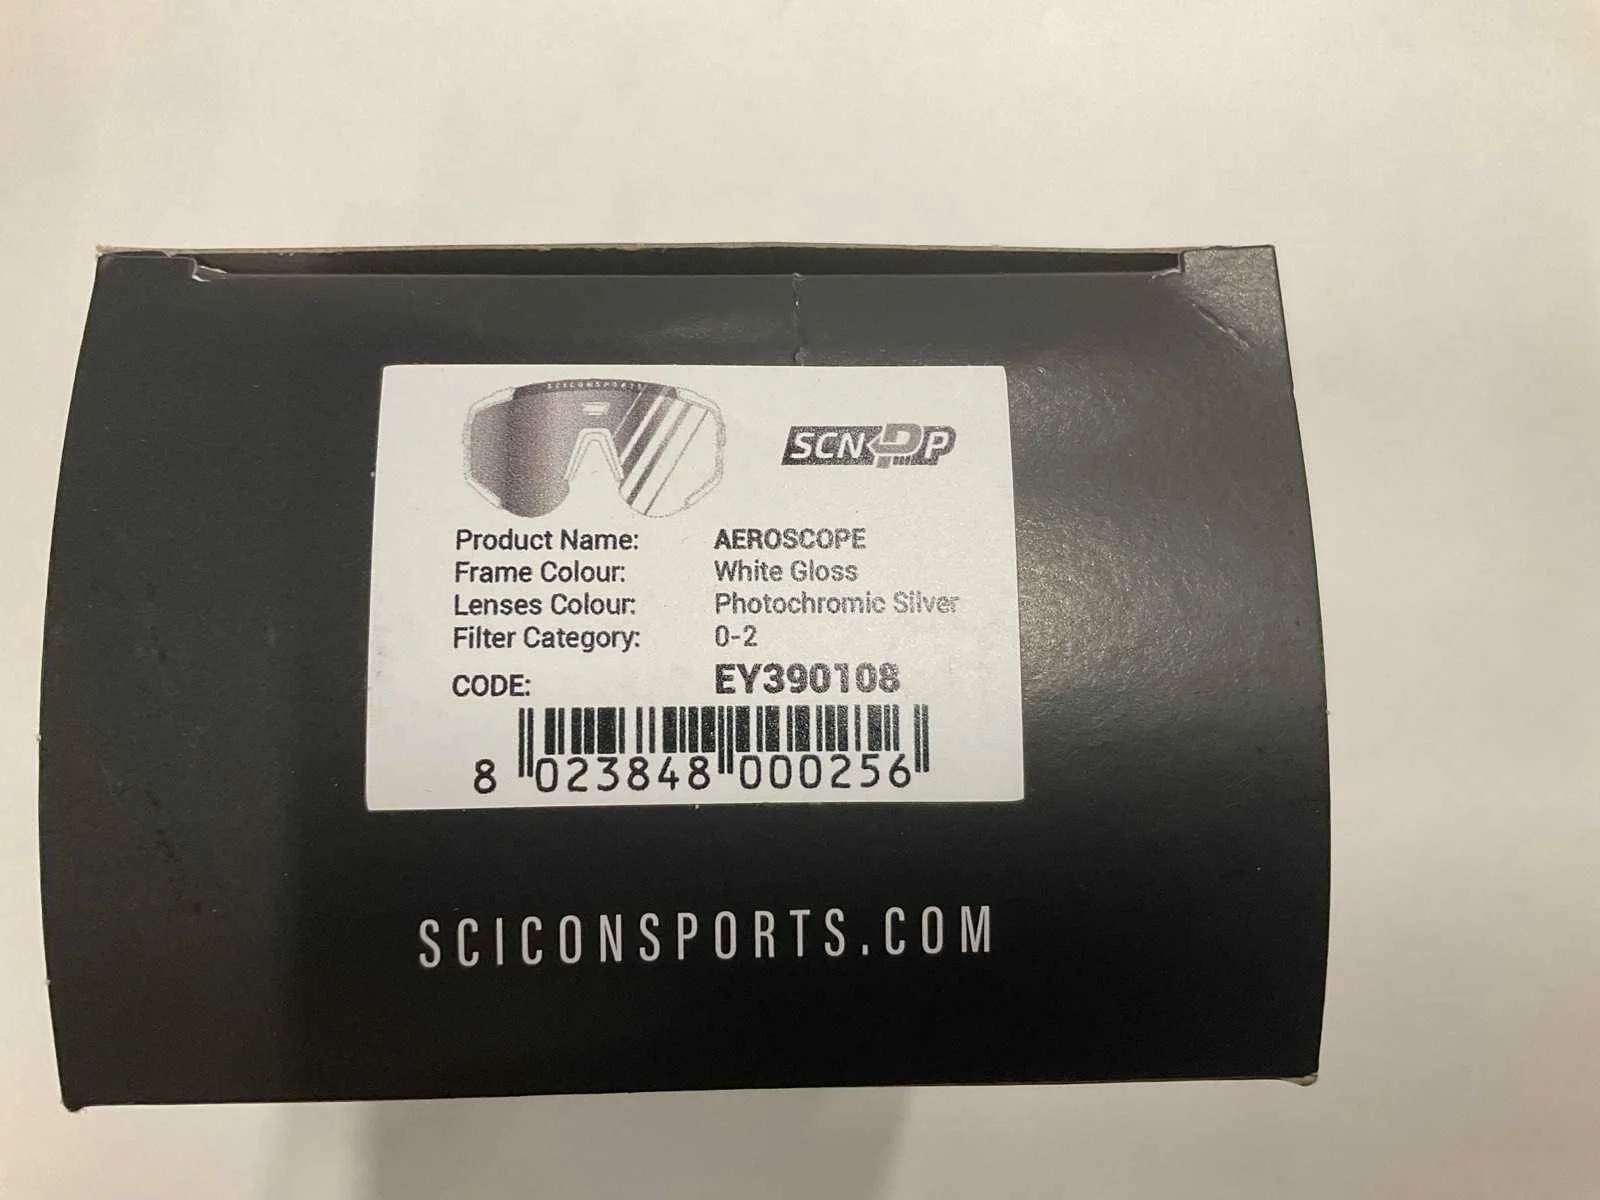 SCICONSPORTS
SCN PP
Product Name: AEROSCOPE
Frame Colour: White Gloss
Lenses Colour: Photochromic Silver
Filter Category: 0-2
CODE: EY390108
8 023848 000256
SCICONSPORTS.COM